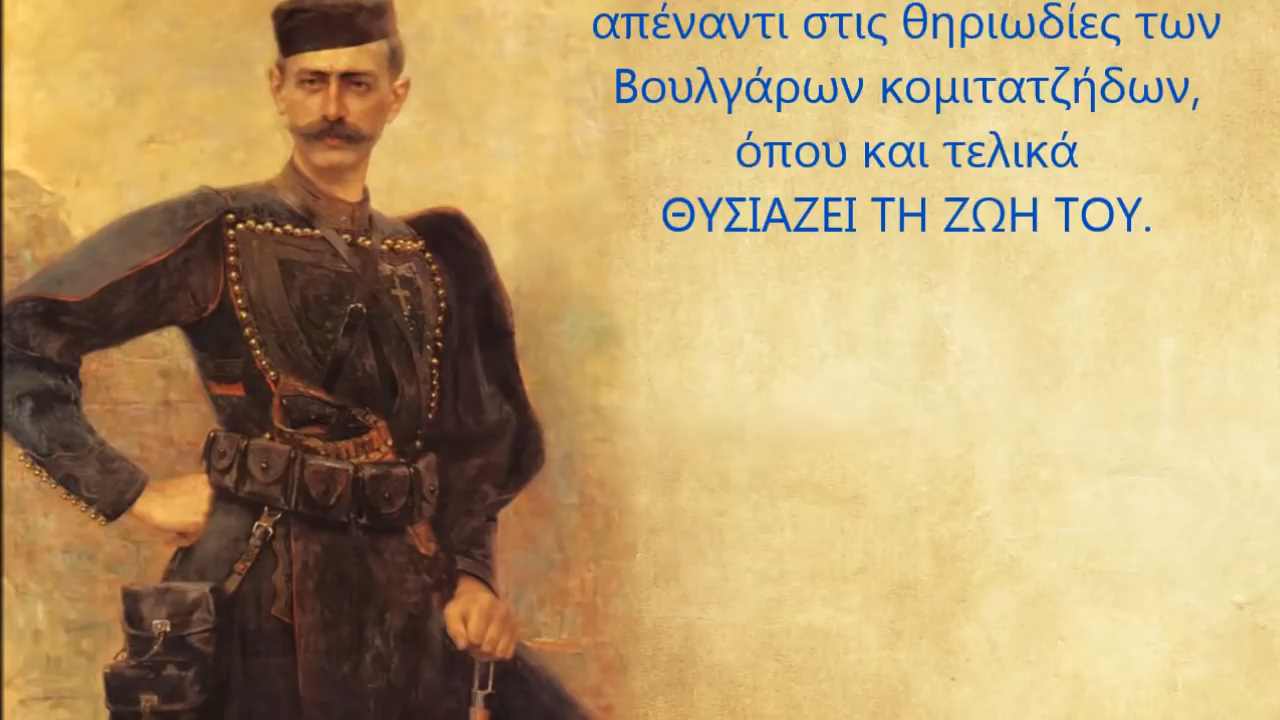 απέναντι στις θηριωδίες των
Βουλγάρων κομιτατζήδων,
όπου και τελικά
ΘΥΣΙΑΖΕΙ ΤΗ ΖΩΗ ΤΟΥ.